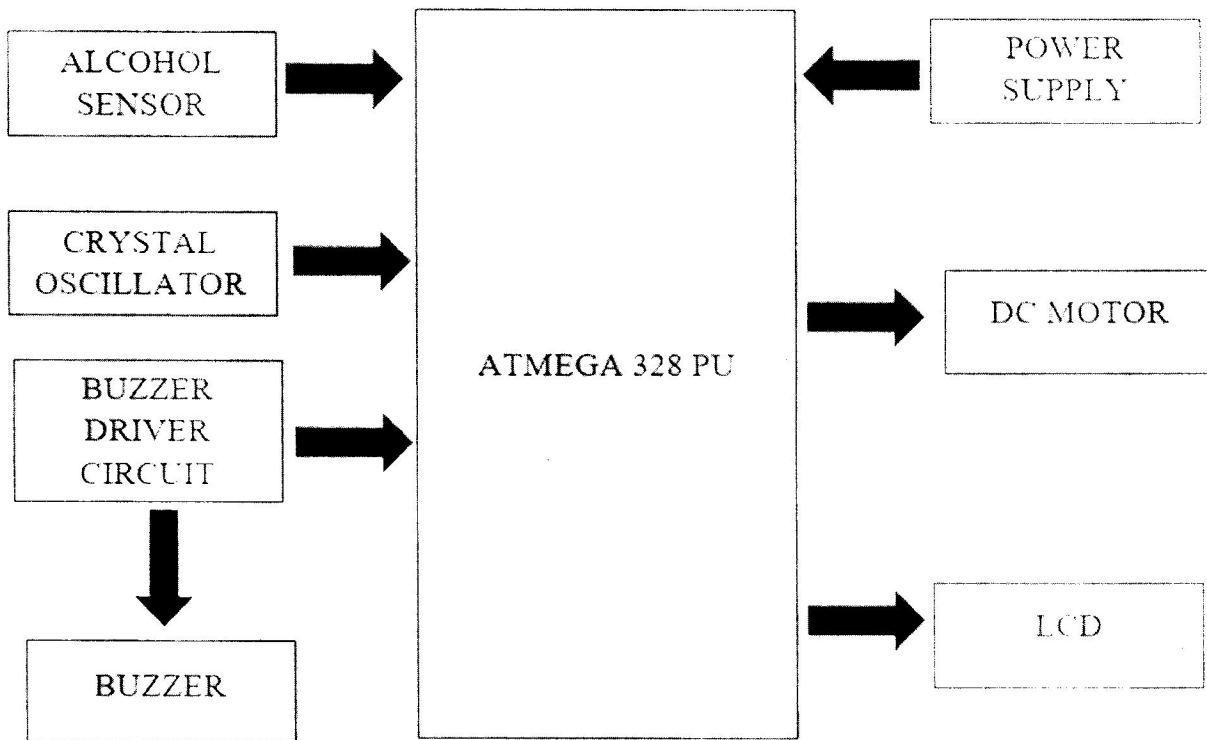 ALCOHOL
SENSOR
CRYSTAL
OSCILLATOR
BUZZER
DRIVER
CIRCUIT
BUZZER
ATMEGA 328 PU
POWER
SUPPLY
DC MOTOR
LCD